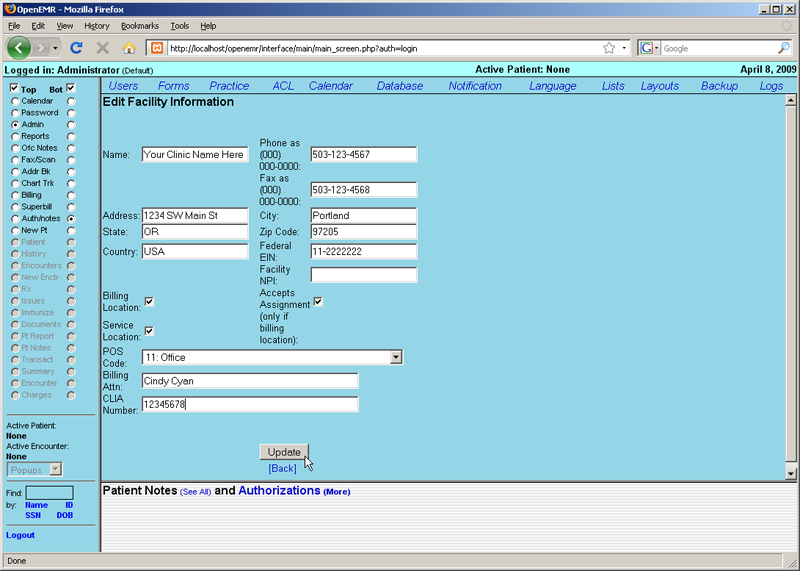 OpenEMR - Mozilla Firefox
File Edit View History Bookmarks Tools Help
http://localhost/openemr/interface/main/main_screen.php?auth=login
Google
Logged in: Administrator (Default) Active Patient: None April 8, 2009
Top Bot
Calendar
Password
Admin
Reports
Ofc Notes
Fax/Scan
Addr Bk
Chart Trk
Billing
Superbill
Auth/notes
New Pt
Patient
History
Encounters
New Enctr
Rx
Issues
Immunize
Documents
Pt Report
Pt Notes
Transact
Summary
Encounter
Charges
Active Patient:
None
Active Encounter:
None
Popups
Find:
by: Name ID
SSN DOB
Logout
Users Forms Practice ACL Calendar Database Notification Language Lists Layouts Backup Logs
Edit Facility Information
Name: Your Clinic Name Here
Phone as
(000)
000-0000: 503-123-4567
Fax as
(000)
000-0000: 503-123-4568
Address: 1234 SW Main St City: Portland
State: OR Zip Code: 97205
Country: USA
Federal
EIN: 11-2222222
Facility
NPI:
Billing
Location:
Accepts
Assignment
(only if
billing
location):
Service
Location:
POS
Code: 11: Office
Billing
Attn: Cindy Cyan
CLIA
Number: 12345678
Update
[Back]
Patient Notes (See All) and Authorizations (More)
Done